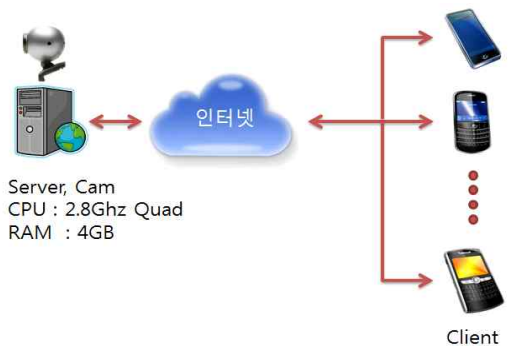 인터넷
Server, Cam
CPU : 2.8Ghz Quad
RAM : 4GB
Client